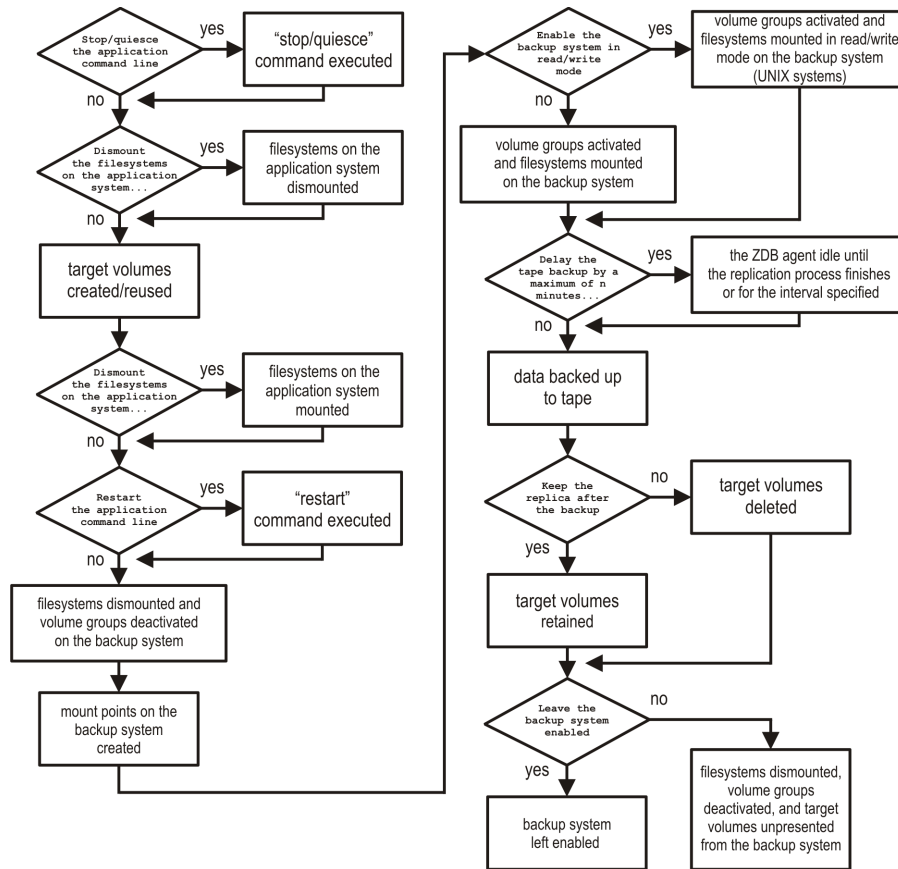 Stop/quiesce
the application
command line
yes
“stop/quiesce”
command executed
no
Dismount
the filesystems
on the application
system...
yes
filesystems on the
application system
dismounted
no
target volumes
created/reused
Dismount
the filesystems
on the application
system...
yes
filesystems on the
application system
mounted
no
Restart
the application
command line
yes
“restart”
command executed
no
filesystems dismounted and
volume groups deactivated
on the backup system
mount points on the
backup system
created
Enable the
backup system in
read/write
mode
yes
volume groups activated and
filesystems mounted in read/write
mode on the backup system
(UNIX systems)
no
volume groups activated
and filesystems mounted
on the backup system
Delay the
tape backup by a
maximum of n
minutes...
yes
the ZDB agent idle until
the replication process finishes
or for the interval specified
no
data backed up
to tape
Keep the
replica after the
backup
no
target volumes
deleted
yes
target volumes
retained
Leave the
backup system
enabled
no
filesystems dismounted,
volume groups
deactivated, and target
volumes unpresented
from the backup system
yes
backup system
left enabled